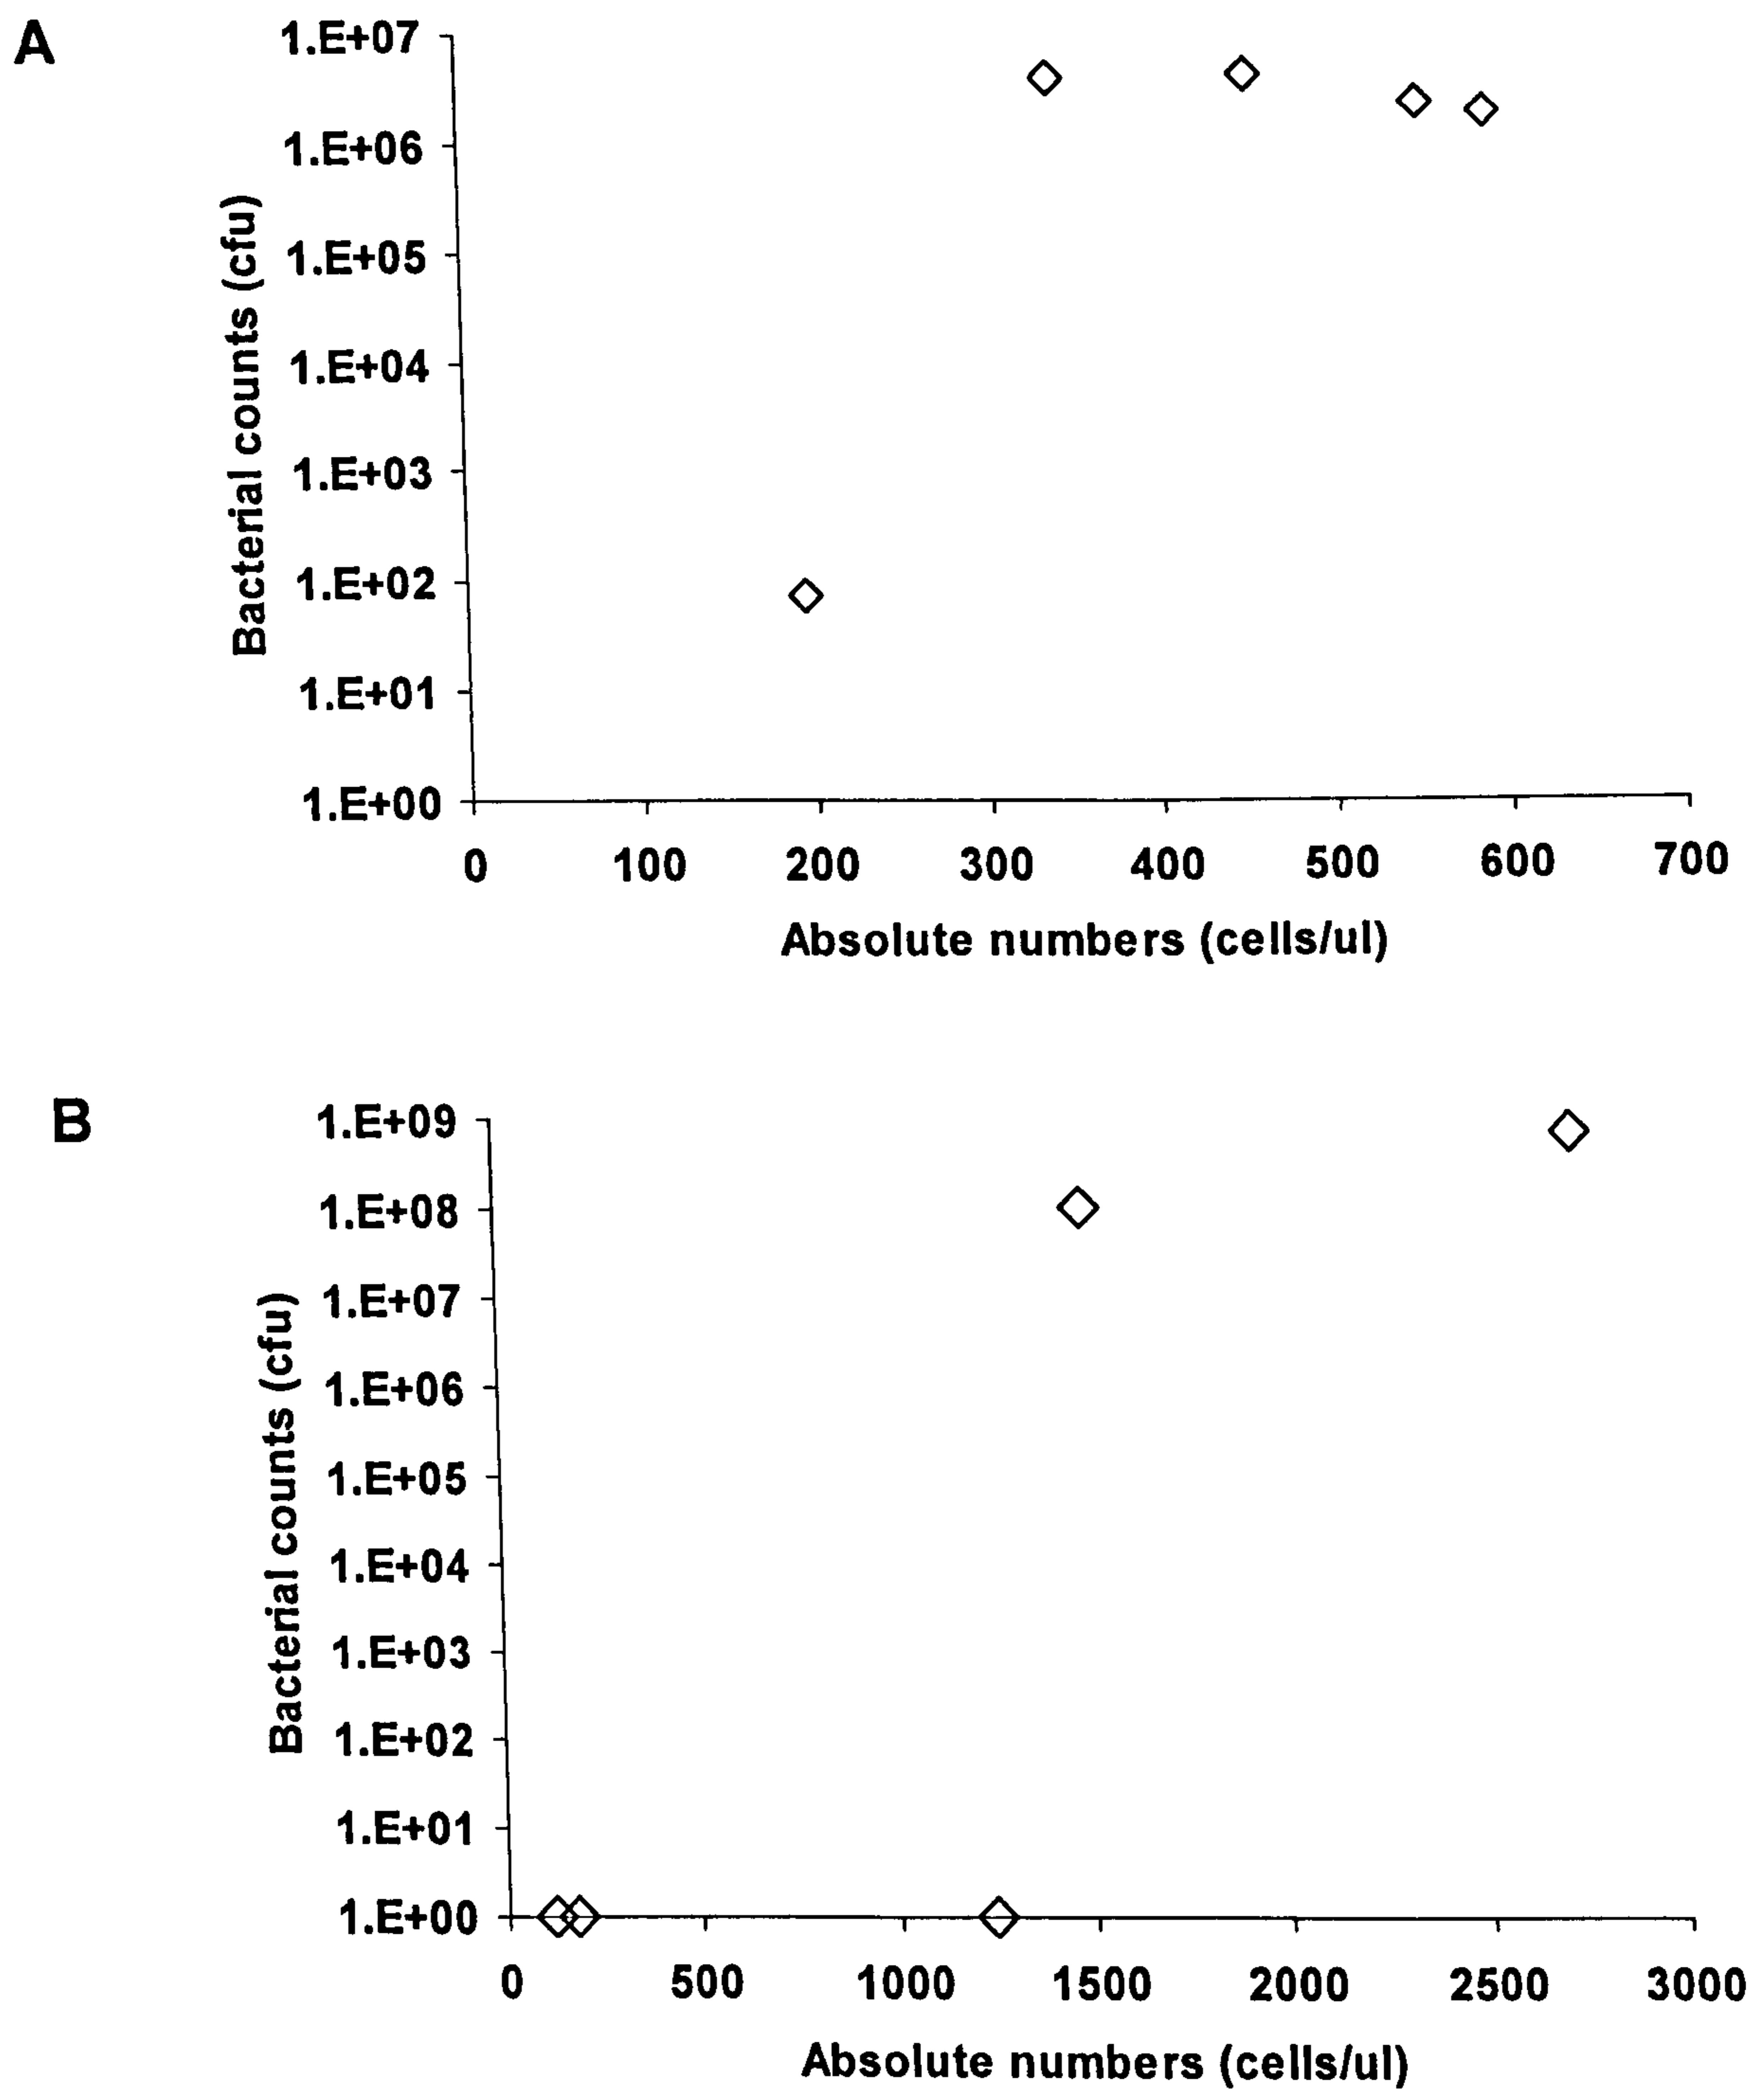 A
1.E+07
1.E+06
1.E+05
1.E+04
1.E+03
1.E+02
1.E+01
1.E+00
Bacterial counts (cfu)
0 100 200 300 400 500 600 700
Absolute numbers (cells/ul)
B
1.E+09
1.E+08
1.E+07
1.E+06
1.E+05
1.E+04
1.E+03
1.E+02
1.E+01
1.E+00
Bacterial counts (cfu)
0 500 1000 1500 2000 2500 3000
Absolute numbers (cells/ul)